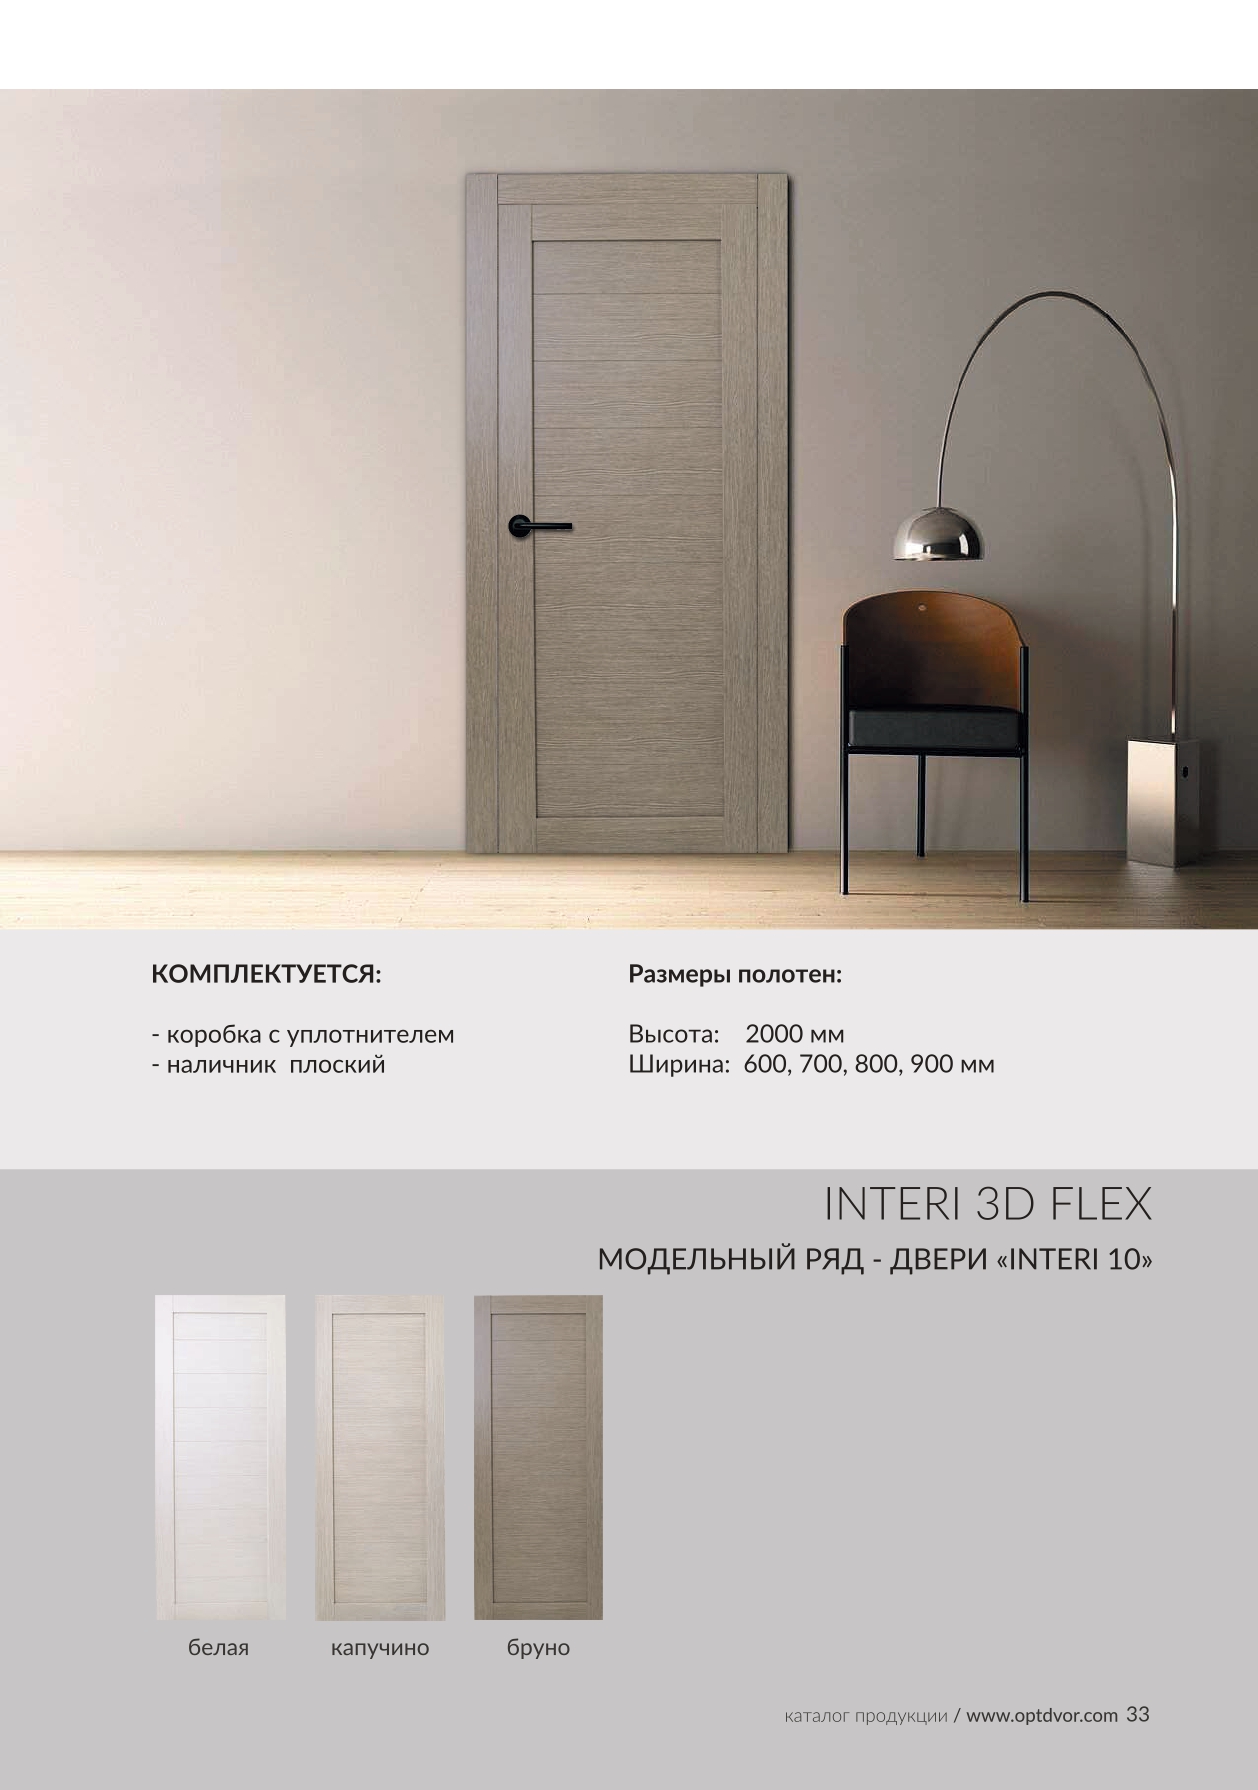 КОМПЛЕКТУЕТСЯ:
- коробка с уплотнителем
- наличник плоский
Размеры полотен:
Высота: 2000 мм
Ширина: 600, 700, 800, 900 мм
INTERI 3D FLEX
МОДЕЛЬНЫЙ РЯД - ДВЕРИ «INTERI 10»
белая
капучино
бруно
каталог продукции / www.optdvor.com 33